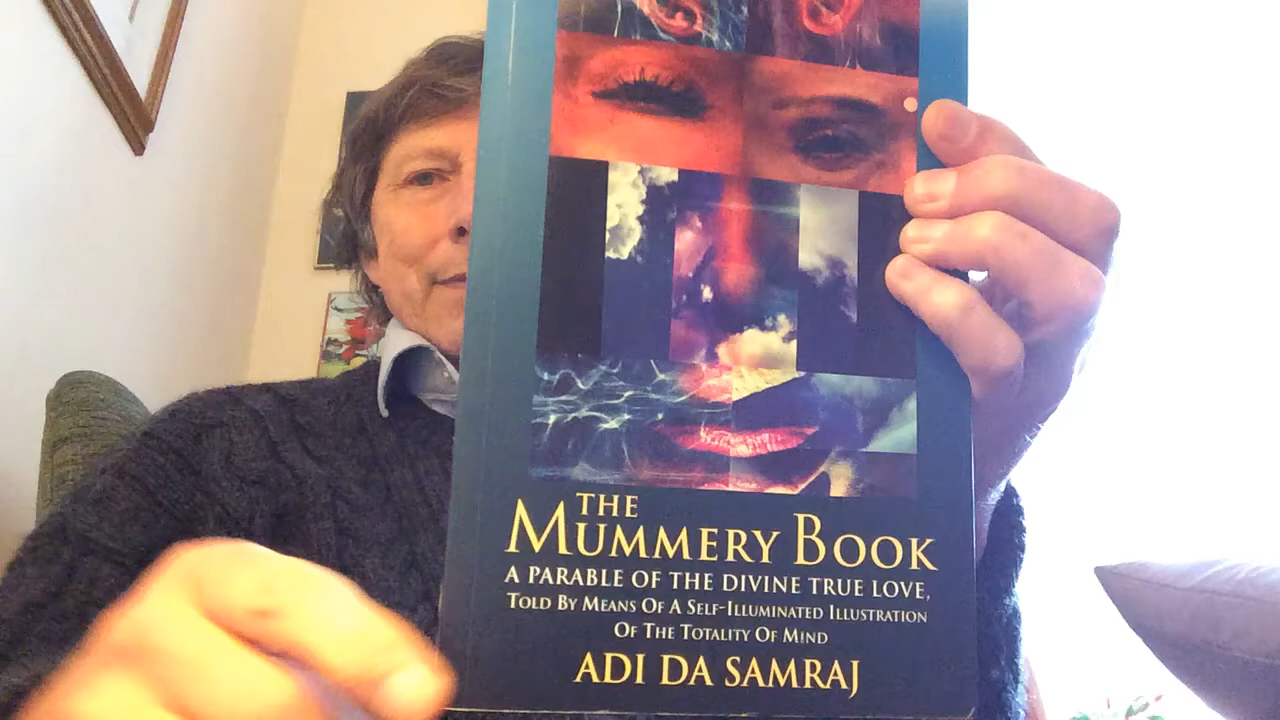 THE
MUMMERY BOOK
A PARABLE OF THE DIVINE TRUE LOVE,
TOLD BY MEANS OF A SELF-ILLUMINATED ILLUSTRATION
OF THE TOTALITY OF MIND
ADI DA SAMRAJ